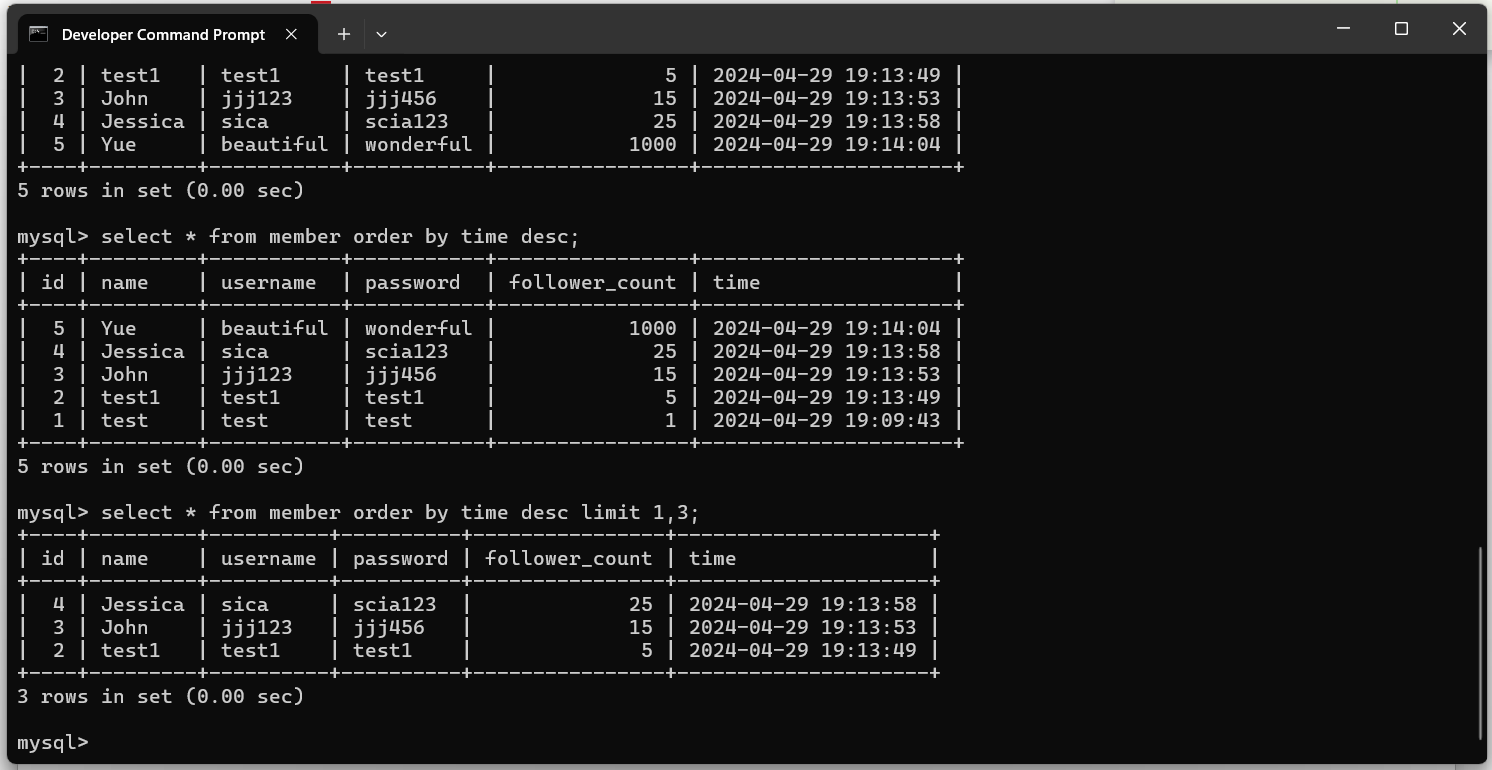 Developer Command Prompt
|  2 | test1   | test1     | test1     |              5 | 2024-04-29 19:13:49 |
|  3 | John    | jjj123    | jjj456    |             15 | 2024-04-29 19:13:53 |
|  4 | Jessica | sica      | scia123   |             25 | 2024-04-29 19:13:58 |
|  5 | Yue     | beautiful | wonderful |           1000 | 2024-04-29 19:14:04 |
+----+---------+-----------+-----------+----------------+---------------------+
5 rows in set (0.00 sec)
mysql> select * from member order by time desc;
+----+---------+-----------+-----------+----------------+---------------------+
| id | name    | username  | password  | follower_count | time                |
+----+---------+-----------+-----------+----------------+---------------------+
|  5 | Yue     | beautiful | wonderful |           1000 | 2024-04-29 19:14:04 |
|  4 | Jessica | sica      | scia123   |             25 | 2024-04-29 19:13:58 |
|  3 | John    | jjj123    | jjj456    |             15 | 2024-04-29 19:13:53 |
|  2 | test1   | test1     | test1     |              5 | 2024-04-29 19:13:49 |
|  1 | test    | test      | test      |              1 | 2024-04-29 19:09:43 |
+----+---------+-----------+-----------+----------------+---------------------+
5 rows in set (0.00 sec)
mysql> select * from member order by time desc limit 1,3;
+----+---------+----------+----------+----------------+---------------------+
| id | name    | username | password | follower_count | time                |
+----+---------+----------+----------+----------------+---------------------+
|  4 | Jessica | sica     | scia123  |             25 | 2024-04-29 19:13:58 |
|  3 | John    | jjj123   | jjj456   |             15 | 2024-04-29 19:13:53 |
|  2 | test1   | test1    | test1    |              5 | 2024-04-29 19:13:49 |
+----+---------+----------+----------+----------------+---------------------+
3 rows in set (0.00 sec)
mysql>